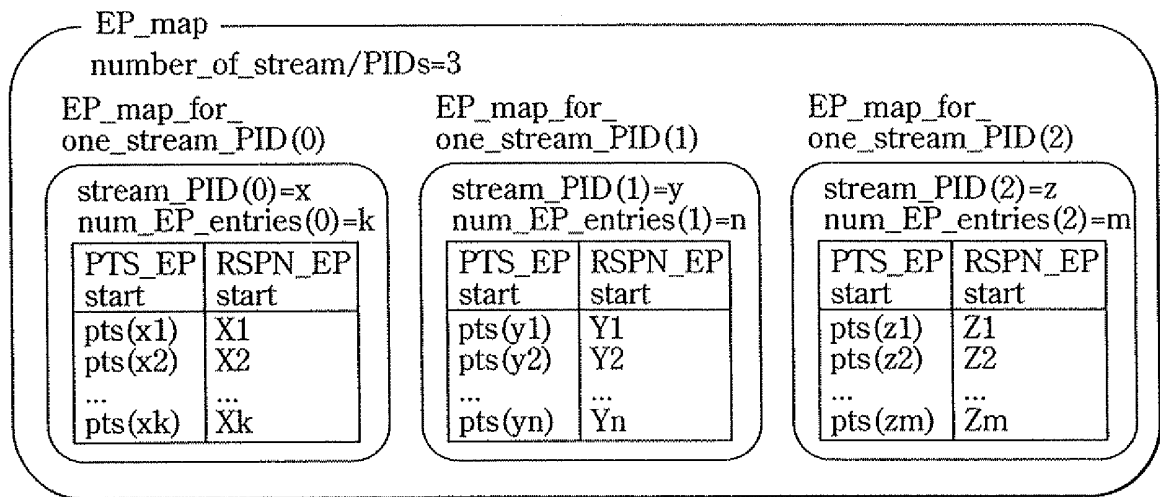 EP_map
number_of_stream/PIDs=3
EP_map_for_
one_stream_PID(0)
stream_PID(0)=x
num_EP_entries(0)=k
PTS_EP RSPN_EP
start start
pts(x1) X1
pts(x2) X2
... ...
pts(xk) Xk
EP_map_for_
one_stream_PID(1)
stream_PID(1)=y
num_EP_entries(1)=n
PTS_EP RSPN_EP
start start
pts(y1) Y1
pts(y2) Y2
... ...
pts(yn) Yn
EP_map_for_
one_stream_PID(2)
stream_PID(2)=z
num_EP_entries(2)=m
PTS_EP RSPN_EP
start start
pts(z1) Z1
pts(z2) Z2
... ...
pts(zm) Zm